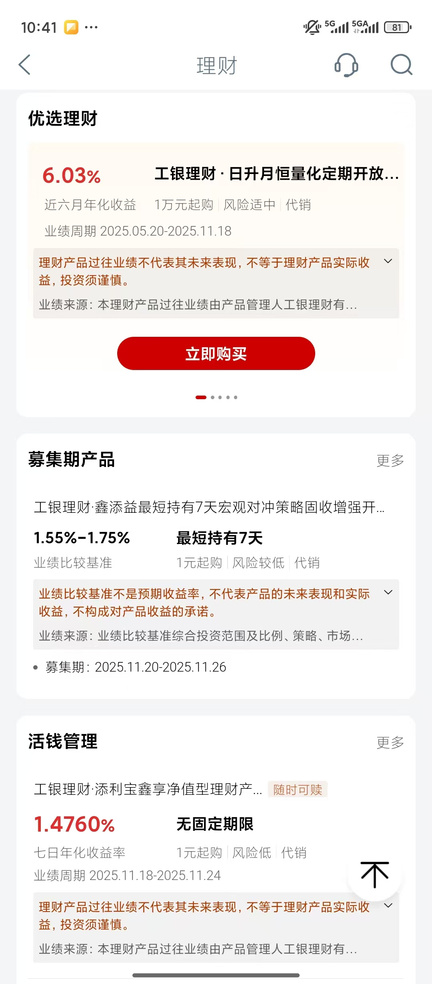 10:41
5G
5GA
81
理财
优选理财
6.03%
工银理财·日升月恒量化定期开放...
近六月年化收益
1万元起购 风险适中 代销
业绩周期 2025.05.20-2025.11.18
理财产品过往业绩不代表其未来表现，不等于理财产品实际收
益，投资须谨慎。
业绩来源：本理财产品过往业绩由产品管理人工银理财有...
立即购买
募集期产品
更多
工银理财·鑫添益最短持有7天宏观对冲策略固收增强开...
1.55%-1.75%
最短持有7天
业绩比较基准
1元起购 风险较低 代销
业绩比较基准不是预期收益率，不代表产品的未来表现和实际
收益，不构成对产品收益的承诺。
业绩来源：业绩比较基准综合投资范围及比例、策略、市场...
募集期：2025.11.20-2025.11.26
活钱管理
更多
工银理财·添利宝鑫享净值型理财产...
随时可赎
1.4760%
无固定期限
七日年化收益率
1元起购 风险低 代销
业绩周期 2025.11.18-2025.11.24
理财产品过往业绩不代表其未来表现，不等于理财产品实际收
益，投资须谨慎。
业绩来源：本理财产品过往业绩由产品管理人工银理财有...